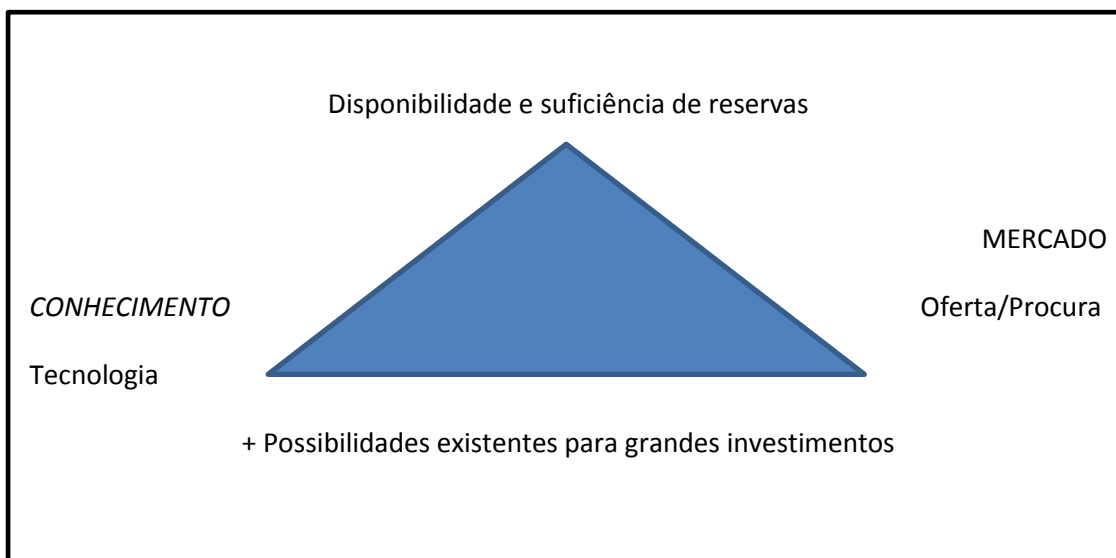 Disponibilidade e suficiência de reservas
MERCADO
CONHECIMENTO
Oferta/Procura
Tecnologia
+ Possibilidades existentes para grandes investimentos